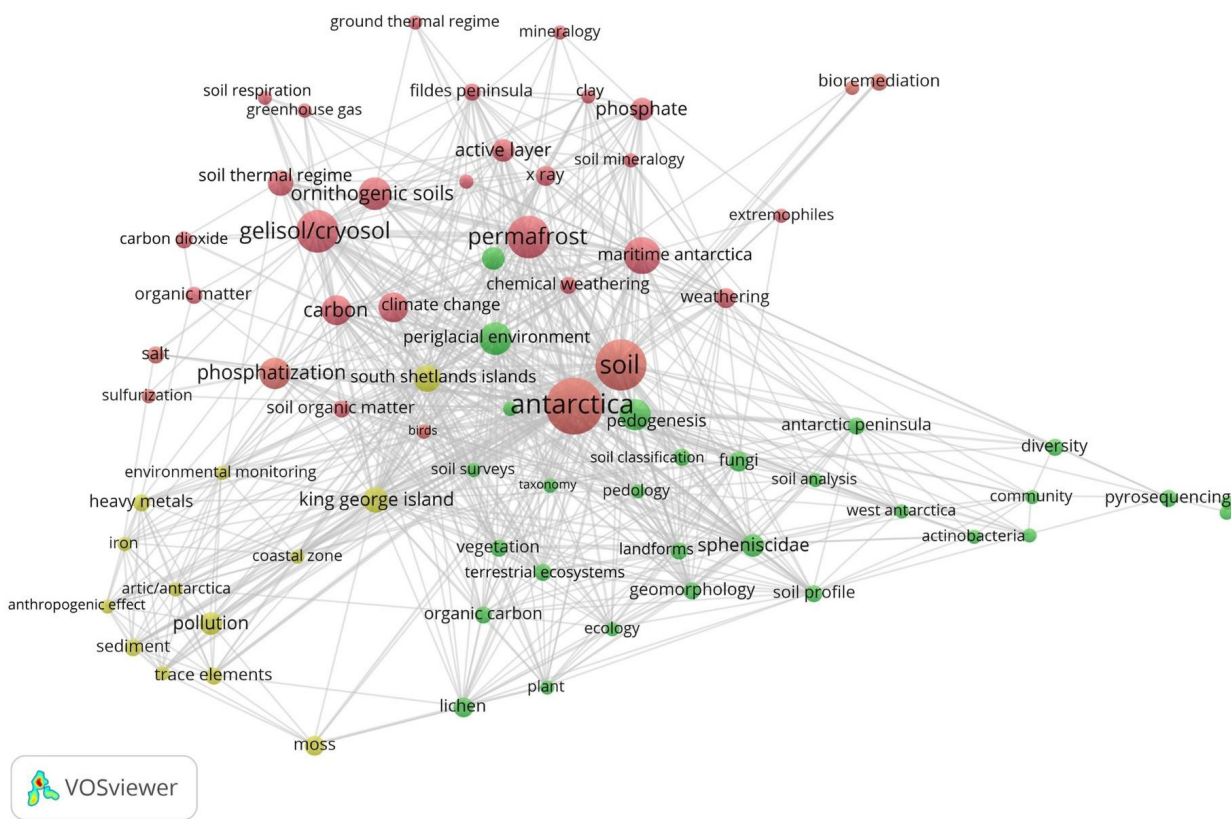 ground thermal regime
mineralogy
bioremediation
soil respiration
fildes peninsula
clay
greenhouse gas
phosphate
active layer
soil mineralogy
soil thermal regime
x ray
ornithogenic soils
extremophiles
gelisol/cryosol
permafrost
carbon dioxide
maritime antarctica
chemical weathering
organic matter
weathering
carbon
climate change
periglacial environment
salt
soil
phosphatization
south shetlands islands
sulfurization
soil organic matter
antarctica
pedogenesis
birds
antarctic peninsula
diversity
soil classification
fungi
environmental monitoring
soil surveys
soil analysis
taxonomy
pedology
heavy metals
king george island
community
pyrosequencing
west antarctica
iron
coastal zone
vegetation
landforms
spheniscidae
actinobacteria
terrestrial ecosystems
artic/antarctica
geomorphology
soil profile
anthropogenic effect
pollution
organic carbon
ecology
sediment
trace elements
plant
lichen
moss
VOSviewer